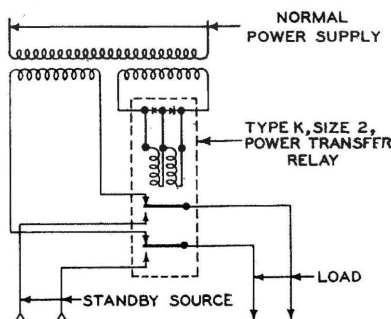 NORMAL
POWER SUPPLY
TYPE K, SIZE 2,
POWER TRANSFER
RELAY
LOAD
STANDBY SOURCE